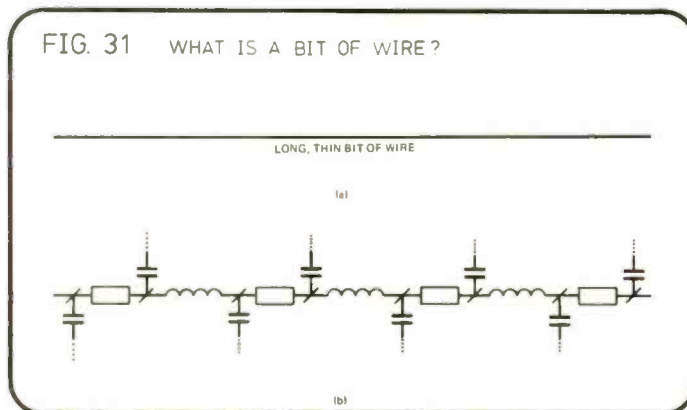 FIG. 31 WHAT IS A BIT OF WIRE?
LONG, THIN BIT OF WIRE
(a)
(b)